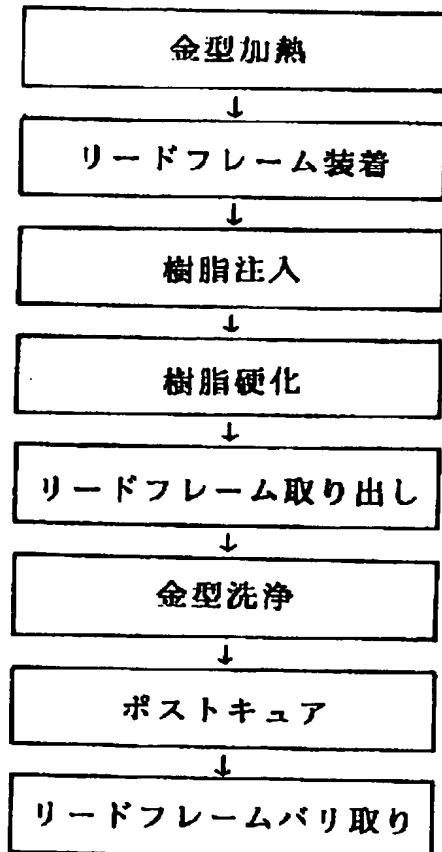 金型加熱
↓
リードフレーム装着
↓
樹脂注入
↓
樹脂硬化
↓
リードフレーム取り出し
↓
金型洗浄
↓
ポストキュア
↓
リードフレームバリ取り